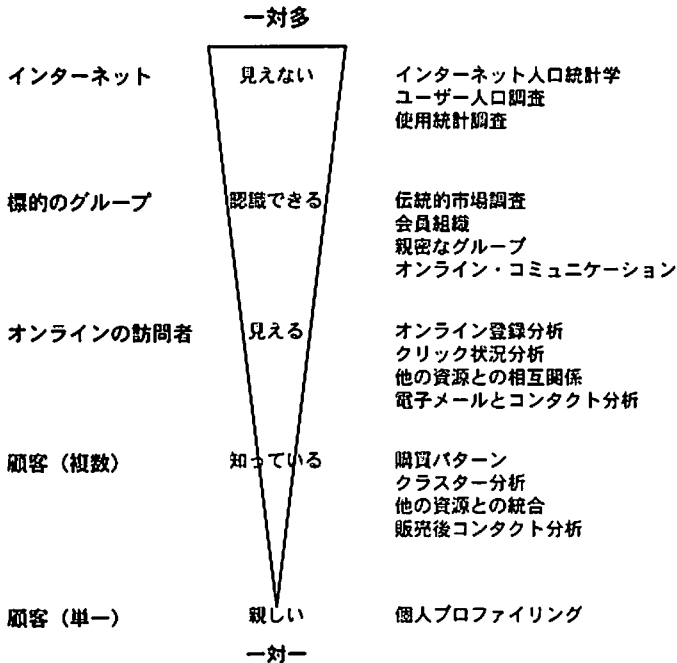 一対多
インターネット 見えない インターネット人口統計学
ユーザー人口調査
使用統計調査
標的のグループ 認識できる 伝統的市場調査
会員組織
親密なグループ
オンライン・コミュニケーション
オンラインの訪問者 見える オンライン登録分析
クリック状況分析
他の資源との相互関係
電子メールとコンタクト分析
顧客（複数） 知っている 購買パターン
クラスター分析
他の資源との統合
販売後コンタクト分析
顧客（単一） 親しい 個人プロファイリング
一対一